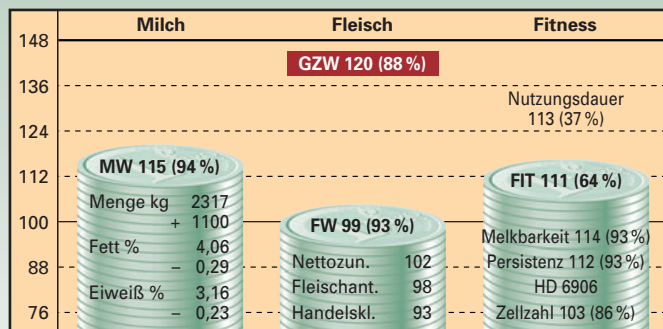 Milch Fleisch Fitness
148
GZW 120 (88 %)
136
Nutzungsdauer
113 (37 %)
124
MW 115 (94 %)
112
FIT 111 (64 %)
Menge kg 2317
+ 1100
100
FW 99 (93 %)
Melkbarkeit 114 (93 %)
Fett % 4,06
– 0,29
88
Nettozun. 102
Persistenz 112 (93 %)
Eiweiß % 3,16
Fleischant. 98
HD 6906
76
– 0,23
Handelskl. 93
Zellzahl 103 (86 %)